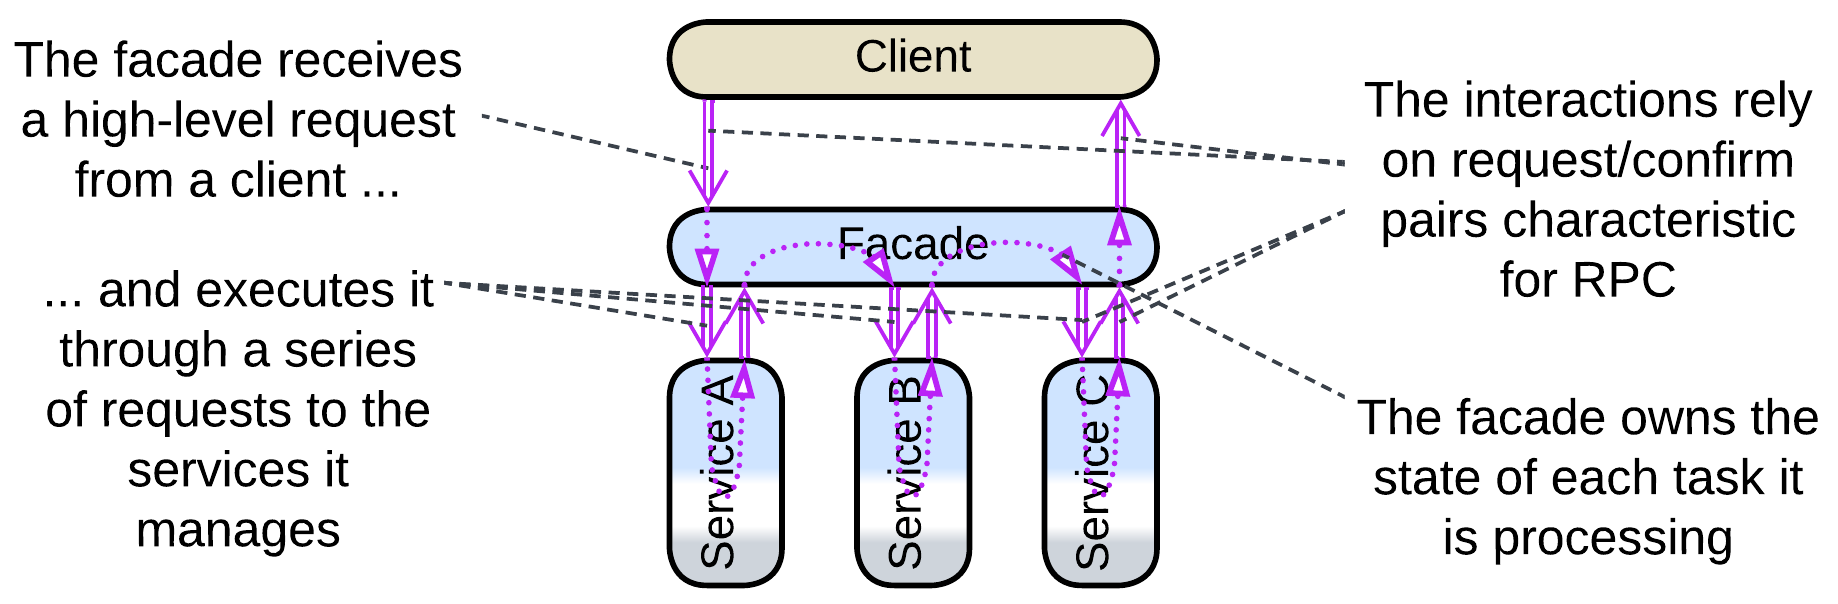 The facade receives
a high-level request
from a client ...
... and executes it
through a series
of requests to the
services it
manages
Client
Facade
Service A
Service B
Service C
The interactions rely
on request/confirm
pairs characteristic
for RPC
The facade owns the
state of each task it
is processing